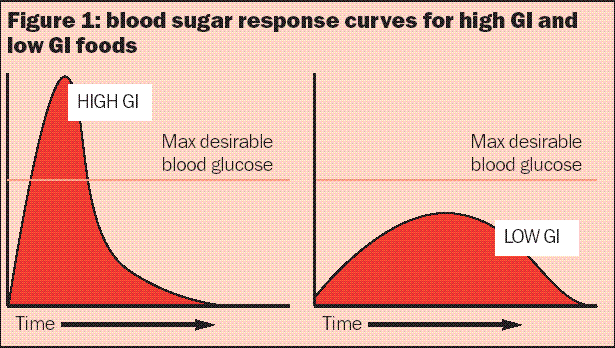 Figure 1: blood sugar response curves for high GI and
low GI foods
HIGH GI
Max desirable
blood glucose
Time
Max desirable
blood glucose
LOW GI
Time